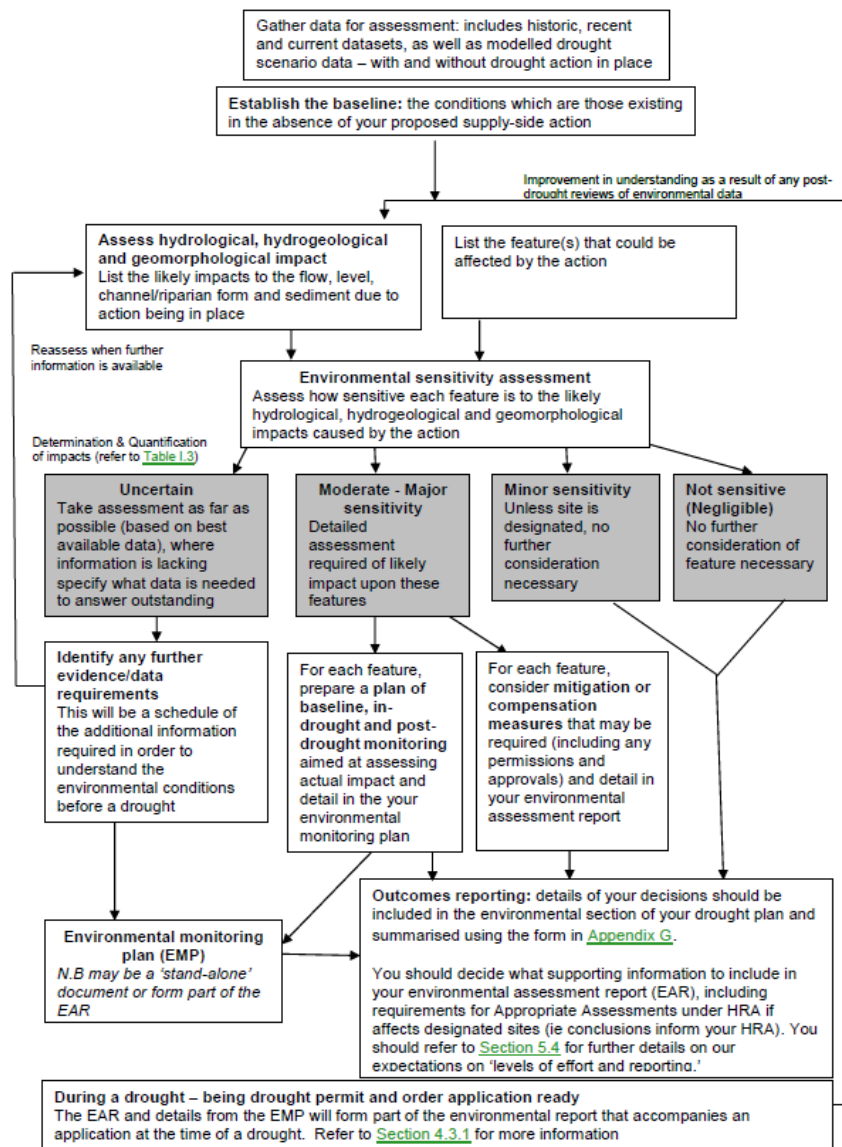 Gather data for assessment: includes historic, recent
and current datasets, as well as modelled drought
scenario data – with and without drought action in place
Establish the baseline: the conditions which are those existing
in the absence of your proposed supply-side action
Improvement in understanding as a result of any post-
drought reviews of environmental data
Assess hydrological, hydrogeological
and geomorphological impact
List the likely impacts to the flow, level,
channel/riparian form and sediment due to
action being in place
List the feature(s) that could be
affected by the action
Reassess when further
information is available
Environmental sensitivity assessment
Assess how sensitive each feature is to the likely
hydrological, hydrogeological and geomorphological
impacts caused by the action
Determination & Quantification
of impacts (refer to Table I.3)
Uncertain
Take assessment as far as
possible (based on best
available data), where
information is lacking
specify what data is needed
to answer outstanding
Moderate - Major
sensitivity
Detailed
assessment
required of likely
impact upon these
features
Minor sensitivity
Unless site is
designated, no
further
consideration
necessary
Not sensitive
(Negligible)
No further
consideration of
feature necessary
Identify any further
evidence/data
requirements
This will be a schedule of
the additional information
required in order to
understand the
environmental conditions
before a drought
For each feature,
prepare a plan of
baseline, in-
drought and post-
drought monitoring
aimed at assessing
actual impact and
detail in the your
environmental
monitoring plan
For each feature,
consider mitigation or
compensation
measures that may be
required (including any
permissions and
approvals) and detail in
your environmental
assessment report
Environmental monitoring
plan (EMP)
N.B may be a ‘stand-alone’
document or form part of the
EAR
Outcomes reporting: details of your decisions should be
included in the environmental section of your drought plan and
summarised using the form in Appendix G.
You should decide what supporting information to include in
your environmental assessment report (EAR), including
requirements for Appropriate Assessments under HRA if
affects designated sites (ie conclusions inform your HRA). You
should refer to Section 5.4 for further details on our
expectations on ‘levels of effort and reporting.’
During a drought – being drought permit and order application ready
The EAR and details from the EMP will form part of the environmental report that accompanies an
application at the time of a drought. Refer to Section 4.3.1 for more information